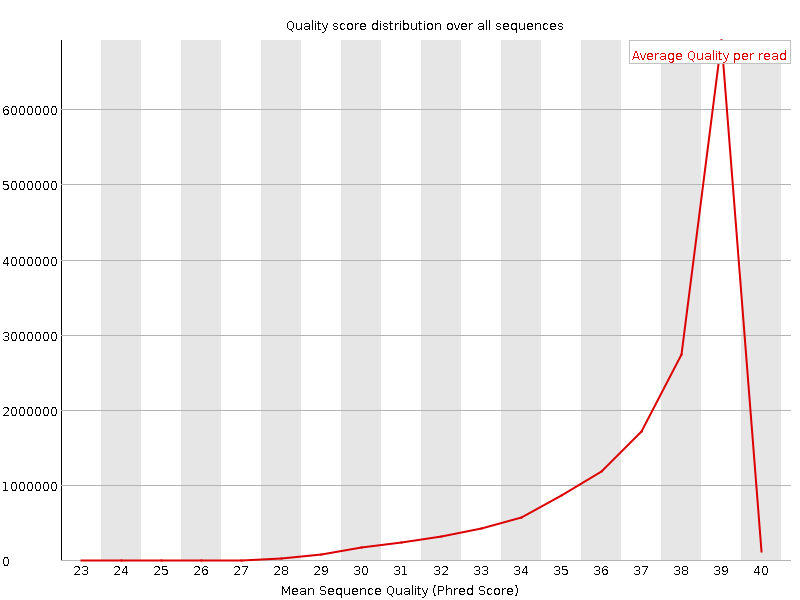 Quality score distribution over all sequences
Average Quality per read
6000000
5000000
4000000
3000000
2000000
1000000
0
23 24 25 26 27 28 29 30 31 32 33 34 35 36 37 38 39 40
Mean Sequence Quality (Phred Score)